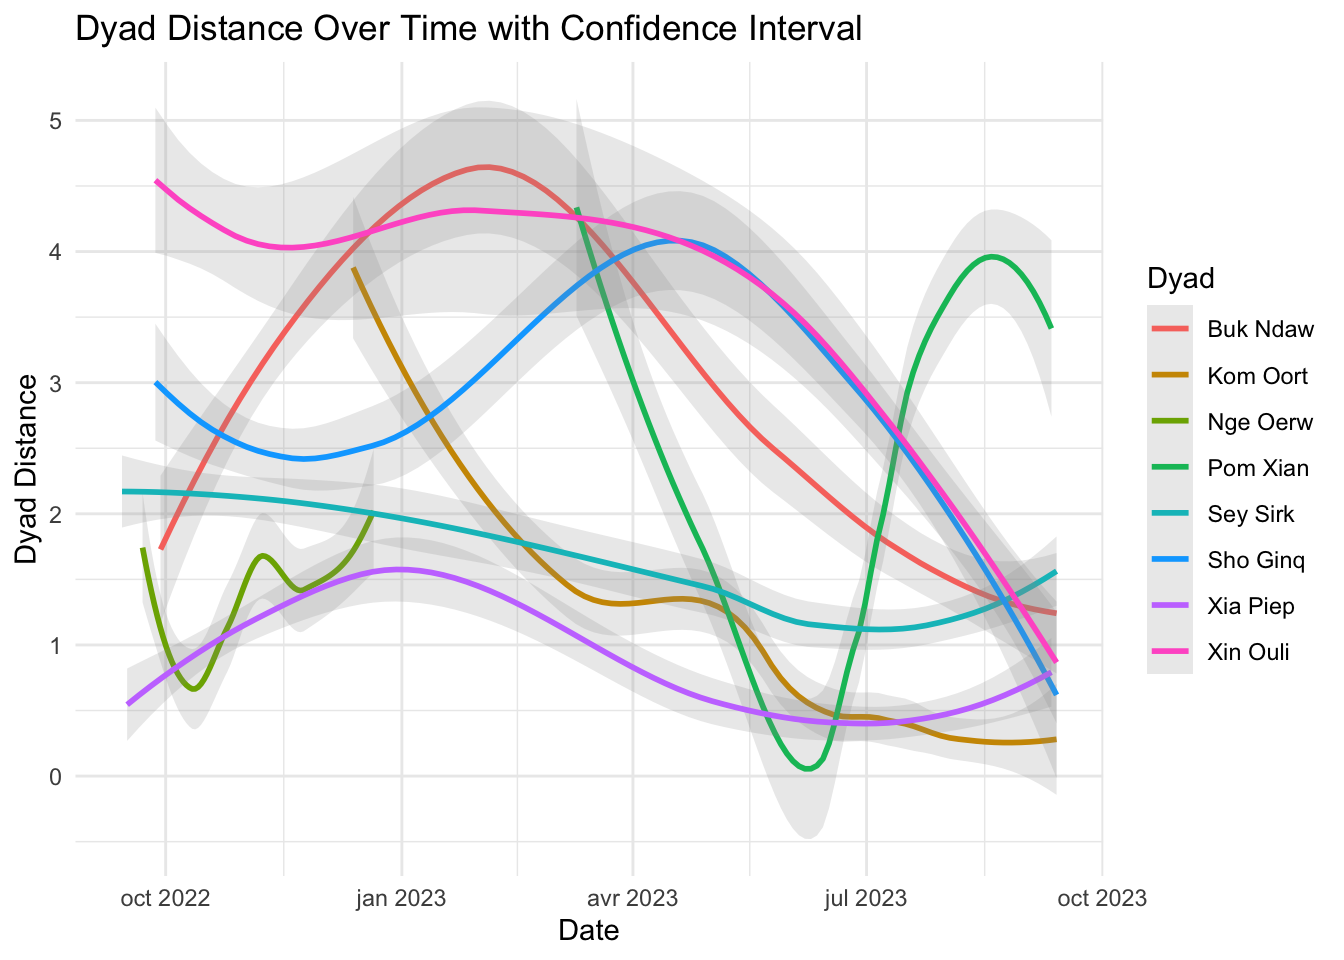 Dyad Distance Over Time with Confidence Interval
5
4
3
2
1
0
Dyad Distance
oct 2022
jan 2023
avr 2023
jul 2023
oct 2023
Date
Dyad
Buk Ndaw
Kom Oort
Nge Oerw
Pom Xian
Sey Sirk
Sho Ginq
Xia Piep
Xin Ouli